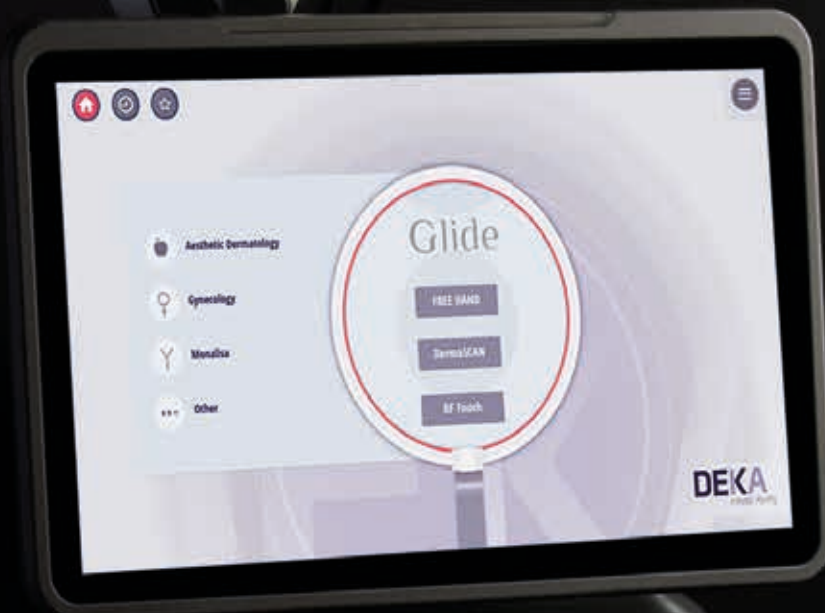 Aesthetic Dermatology
Gynecology
Monalisa
Other
Glide
FREE HAND
DermaSCAN
RF Touch
DEKA